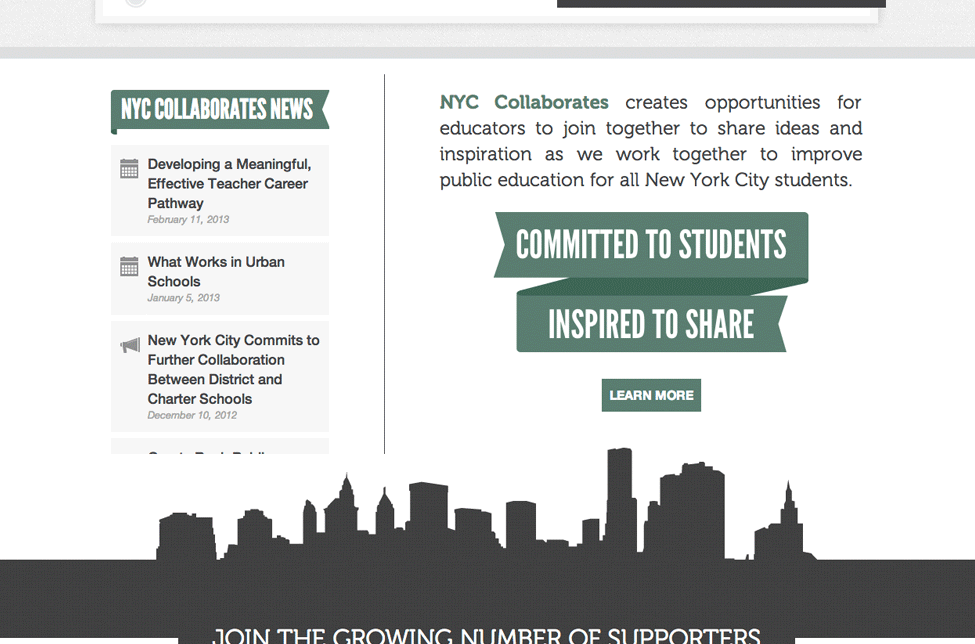 NYC COLLABORATES NEWS
Developing a Meaningful,
Effective Teacher Career
Pathway
February 11, 2013
What Works in Urban
Schools
January 5, 2013
New York City Commits to
Further Collaboration
Between District and
Charter Schools
December 10, 2012
NYC Collaborates creates opportunities for
educators to join together to share ideas and
inspiration as we work together to improve
public education for all New York City students.
COMMITTED TO STUDENTS
INSPIRED TO SHARE
LEARN MORE
JOIN THE GROWING NUMBER OF SUPPORTERS